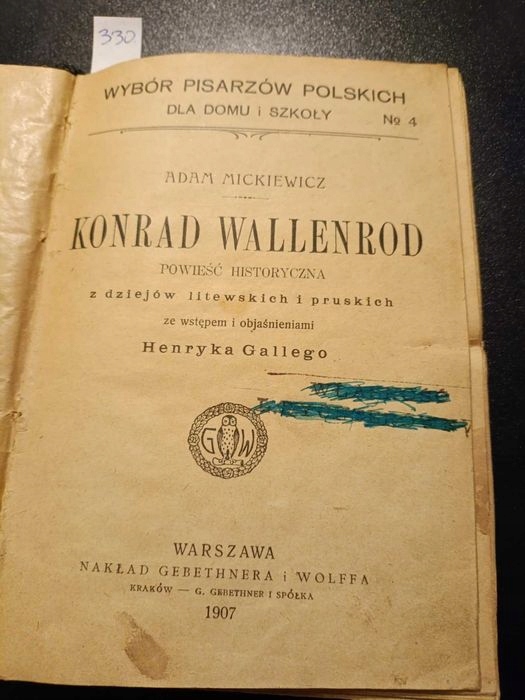 330
WYBÓR PISARZÓW POLSKICH
DLA DOMU i SZKOŁY
№ 4
ADAM MICKIEWICZ
KONRAD WALLENROD
POWIEŚĆ HISTORYCZNA
z dziejów litewskich i pruskich
ze wstępem i objaśnieniami
Henryka Gallego
G W
WARSZAWA
NAKŁAD GEBETHNERA i WOLFFA
KRAKÓW — G. GEBETHNER I SPÓŁKA
1907